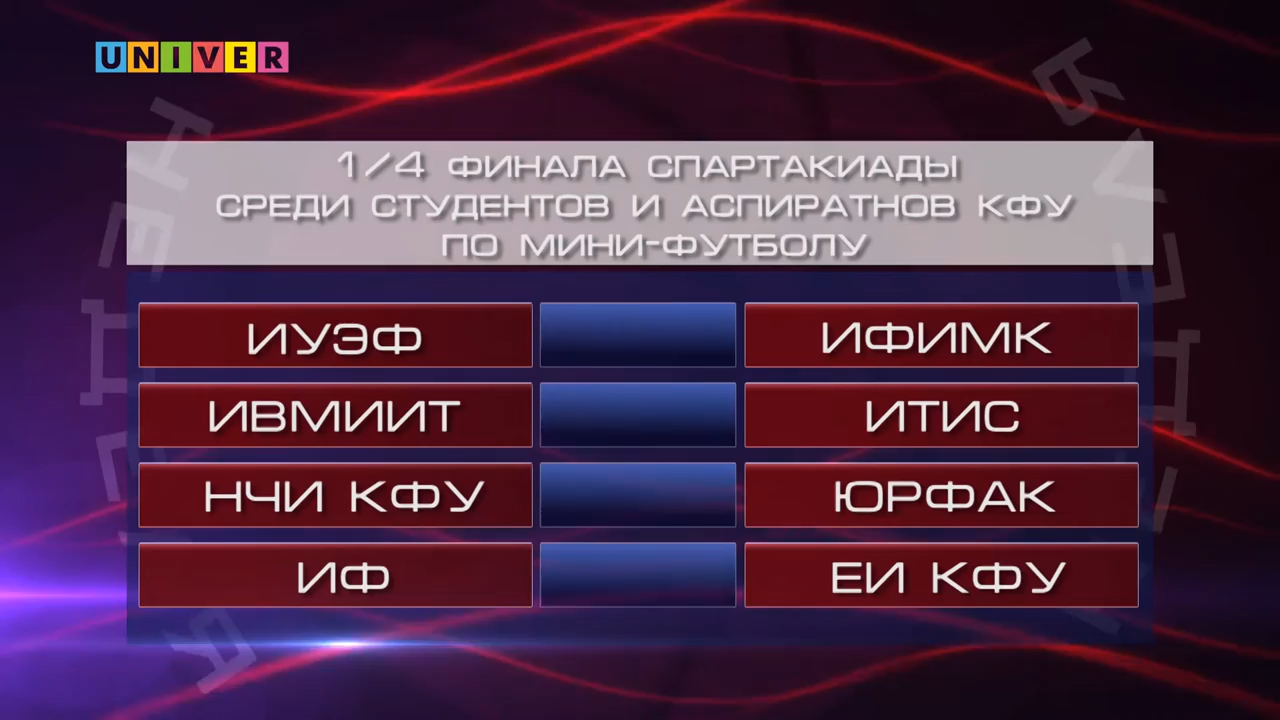 UNIVER
1/4 ФИНАЛА СПАРТАКИАДЫ
СРЕДИ СТУДЕНТОВ И АСПИРАТНОВ КФУ
ПО МИНИ-ФУТБОЛУ
ИУЭФ ИФИМК
ИВМИИТ ИТИС
НЧИ КФУ ЮРФАК
ИФ ЕИ КФУ